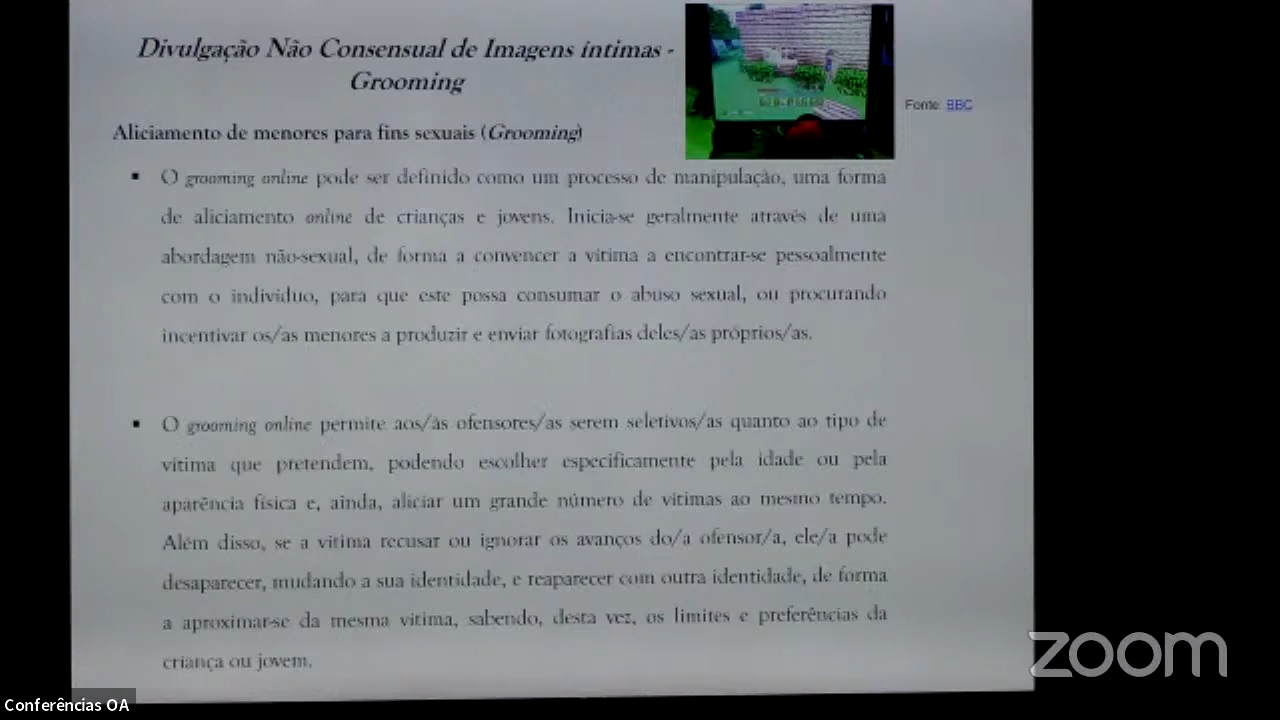 Divulgação Não Consensual de Imagens íntimas -
Grooming
Fonte: BBC
Aliciamento de menores para fins sexuais (Grooming)
▪ O grooming online pode ser definido como um processo de manipulação, uma forma
de aliciamento online de crianças e jovens. Inicia-se geralmente através de uma
abordagem não-sexual, de forma a convencer a vítima a encontrar-se pessoalmente
com o indivíduo, para que este possa consumar o abuso sexual, ou procurando
incentivar os/as menores a produzir e enviar fotografias deles/as próprios/as.
▪ O grooming online permite aos/às ofensores/as serem seletivos/as quanto ao tipo de
vítima que pretendem, podendo escolher especificamente pela idade ou pela
aparência física e, ainda, aliciar um grande número de vítimas ao mesmo tempo.
Além disso, se a vítima recusar ou ignorar os avanços do/a ofensor/a, ele/a pode
desaparecer, mudando a sua identidade, e reaparecer com outra identidade, de forma
a aproximar-se da mesma vítima, sabendo, desta vez, os limites e preferências da
criança ou jovem.
zoom
Conferências OA